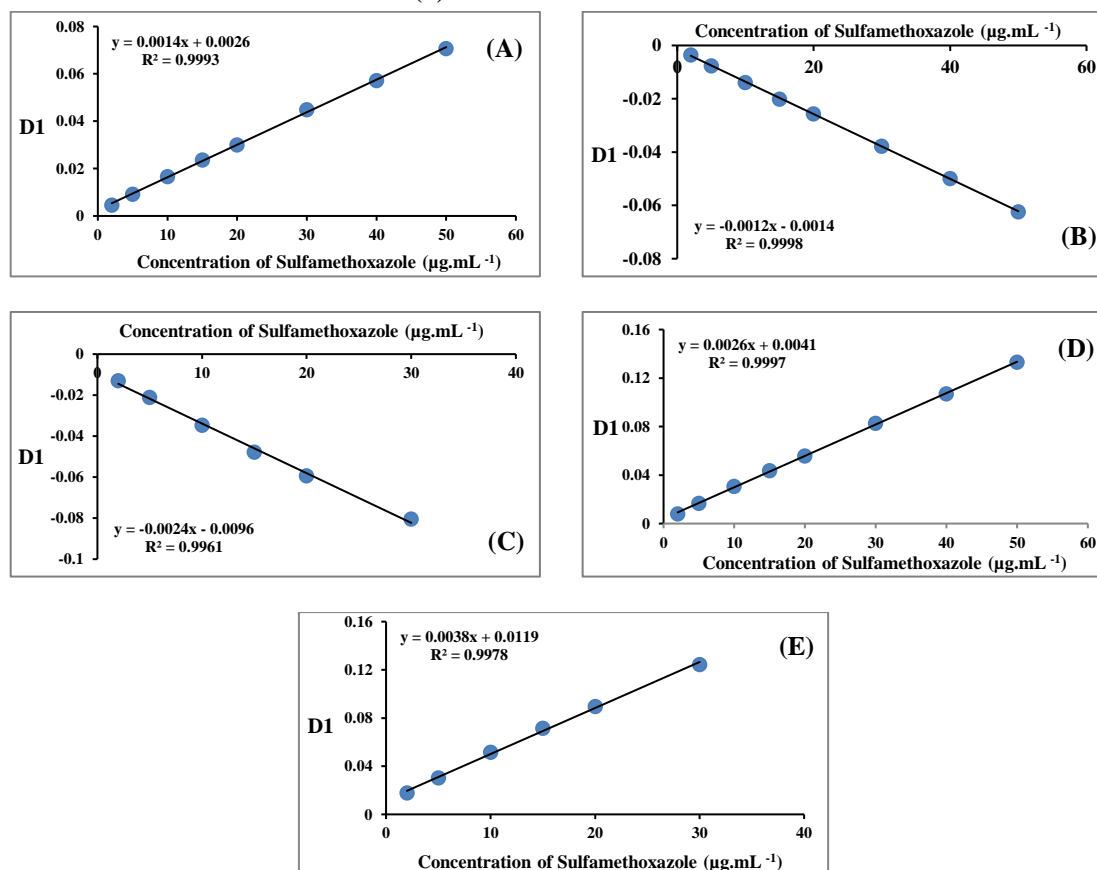 y = 0.0014x + 0.0026
R² = 0.9993
(A)
0.08
0.06
0.04
0.02
0
D1
0 10 20 30 40 50 60
Concentration of Sulfamethoxazole (µg.mL ⁻¹)
Concentration of Sulfamethoxazole (µg.mL ⁻¹)
0 20 40 60
0
-0.02
-0.04
-0.06
-0.08
D1
y = -0.0012x - 0.0014
R² = 0.9998
(B)
Concentration of Sulfamethoxazole (µg.mL ⁻¹)
0 10 20 30 40
0
-0.02
-0.04
-0.06
-0.08
-0.1
D1
y = -0.0024x - 0.0096
R² = 0.9961
(C)
y = 0.0026x + 0.0041
R² = 0.9997
(D)
0.16
0.12
0.08
0.04
0
D1
0 10 20 30 40 50 60
Concentration of Sulfamethoxazole (µg.mL ⁻¹)
y = 0.0038x + 0.0119
R² = 0.9978
(E)
0.16
0.12
0.08
0.04
0
D1
0 10 20 30 40
Concentration of Sulfamethoxazole (µg.mL ⁻¹)